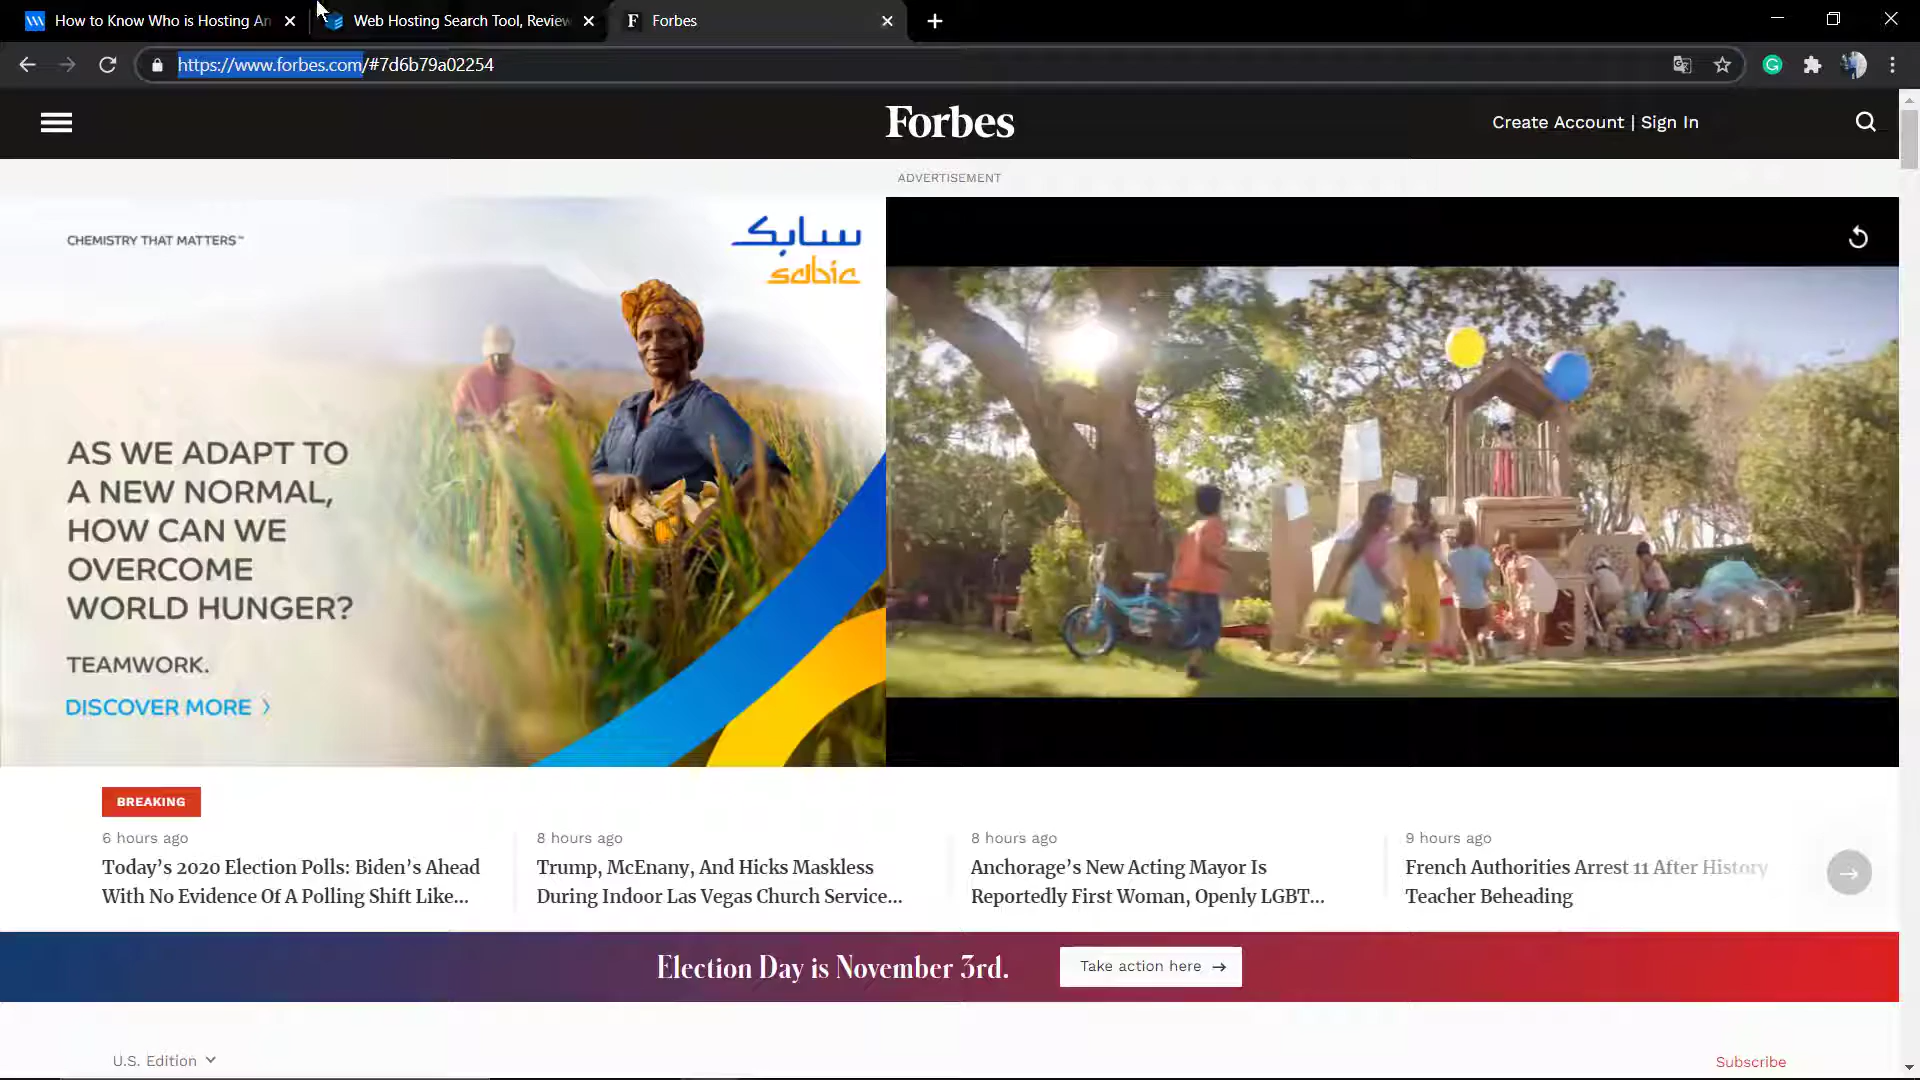 How to Know Who is Hosting An
Web Hosting Search Tool, Review
Forbes
https://www.forbes.com/#7d6b79a02254
Forbes
Create Account | Sign In
ADVERTISEMENT
CHEMISTRY THAT MATTERS™
سابك
sabic
AS WE ADAPT TO
A NEW NORMAL,
HOW CAN WE
OVERCOME
WORLD HUNGER?
TEAMWORK.
DISCOVER MORE >
BREAKING
6 hours ago
Today’s 2020 Election Polls: Biden’s Ahead
With No Evidence Of A Polling Shift Like...
8 hours ago
Trump, McEnany, And Hicks Maskless
During Indoor Las Vegas Church Service...
8 hours ago
Anchorage’s New Acting Mayor Is
Reportedly First Woman, Openly LGBT...
9 hours ago
French Authorities Arrest 11 After History
Teacher Beheading
Election Day is November 3rd.
Take action here →
U.S. Edition
Subscribe